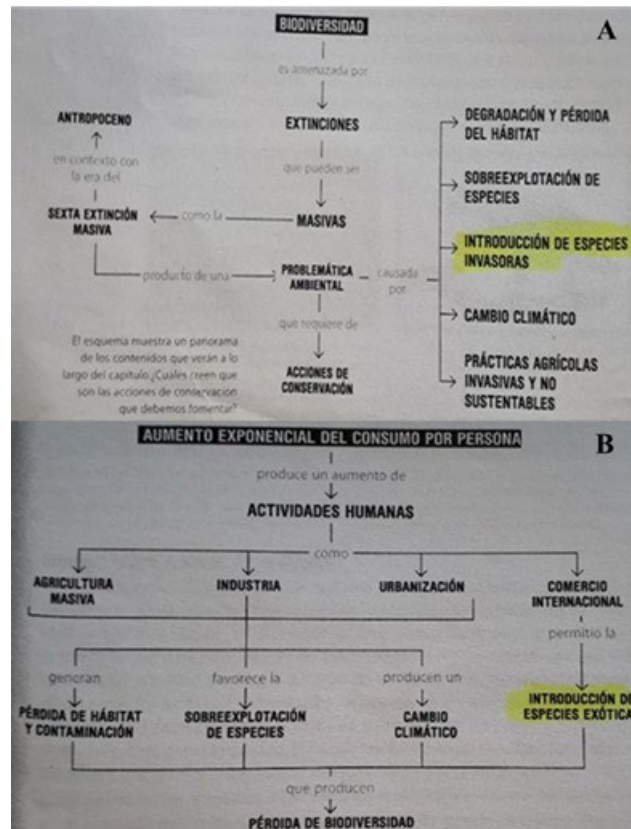 A
BIODIVERSIDAD
es amenazada por
EXTINCIONES
que pueden ser
MASIVAS
como la
SEXTA EXTINCIÓN
MASIVA
en contexto con
la era del
ANTROPOCENO
producto de una
PROBLEMÁTICA
AMBIENTAL
que requiere de
ACCIONES DE
CONSERVACIÓN
causada
por
DEGRADACIÓN Y PÉRDIDA
DEL HÁBITAT
SOBREEXPLOTACIÓN DE
ESPECIES
INTRODUCCIÓN DE ESPECIES
INVASORAS
CAMBIO CLIMÁTICO
PRÁCTICAS AGRÍCOLAS
INVASIVAS Y NO
SUSTENTABLES
El esquema muestra un panorama
de los contenidos que verán a lo
largo del capítulo. ¿Cuáles creen que
son las acciones de conservación
que debemos fomentar?
B
AUMENTO EXPONENCIAL DEL CONSUMO POR PERSONA
produce un aumento de
ACTIVIDADES HUMANAS
como
AGRICULTURA
MASIVA
INDUSTRIA
URBANIZACIÓN
COMERCIO
INTERNACIONAL
permitió la
generan
favorece la
producen un
PÉRDIDA DE HÁBITAT
Y CONTAMINACIÓN
SOBREEXPLOTACIÓN
DE ESPECIES
CAMBIO
CLIMÁTICO
INTRODUCCIÓN DE
ESPECIES EXÓTICA
que producen
PÉRDIDA DE BIODIVERSIDAD